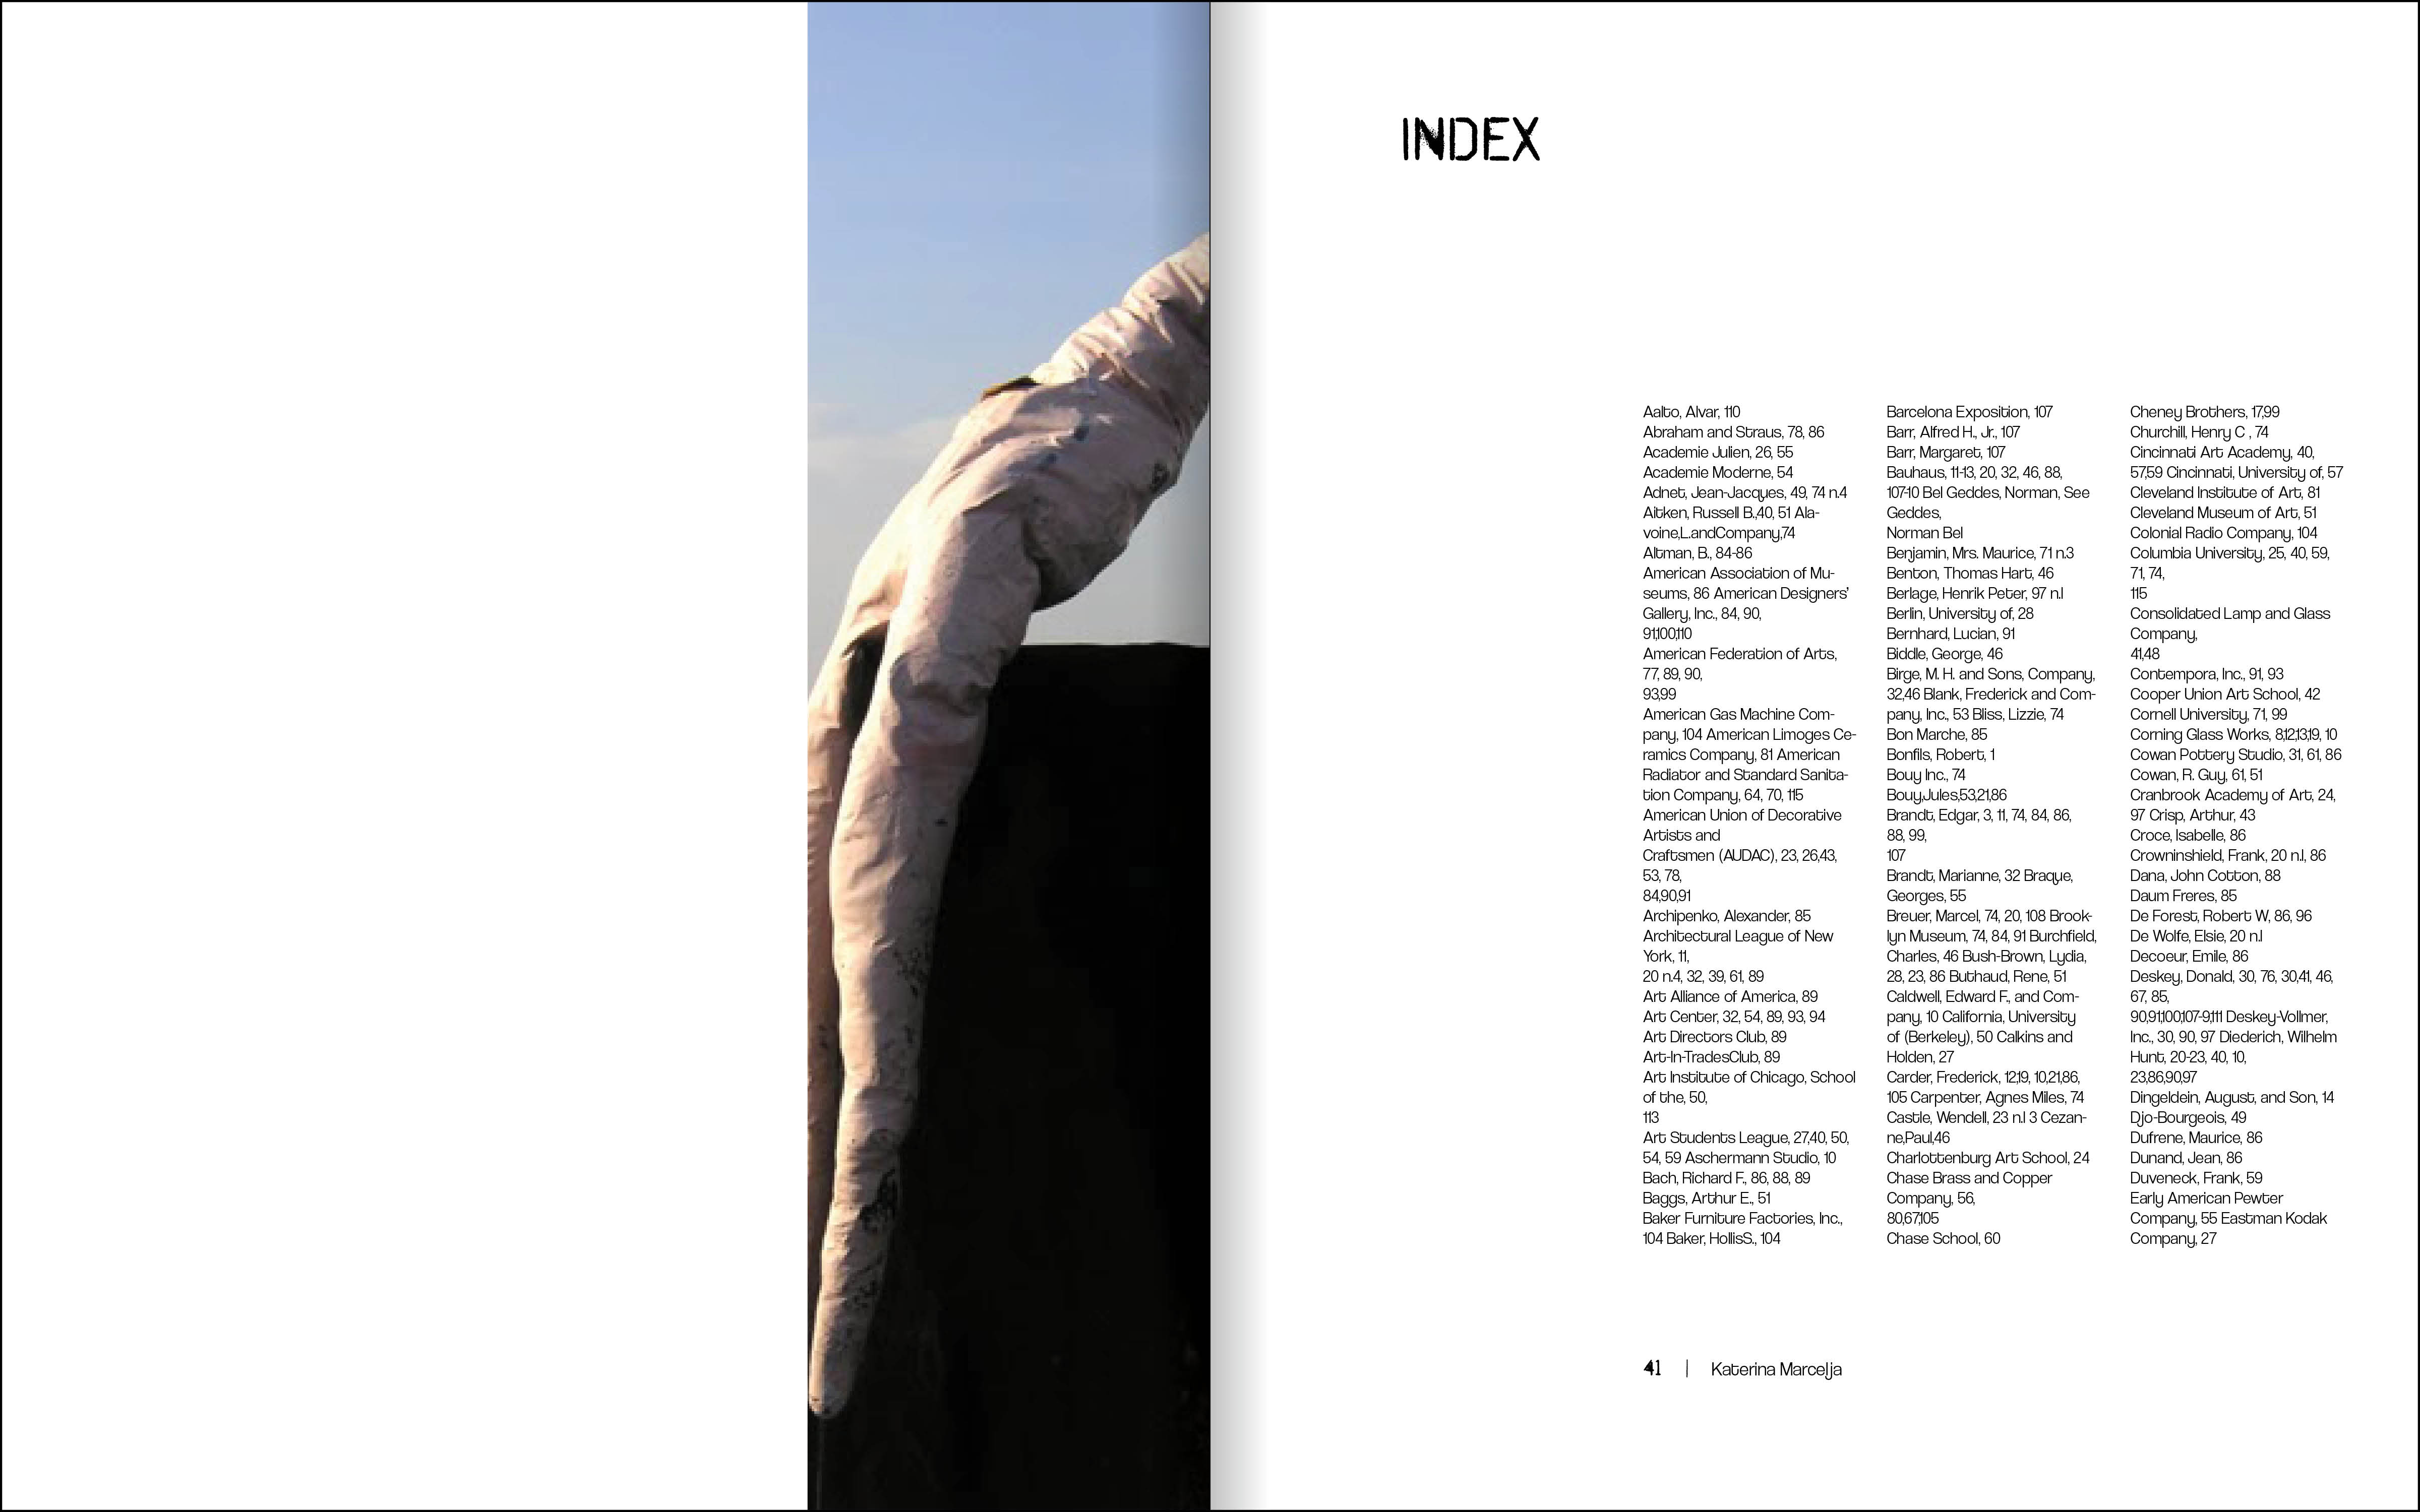 INDEX
Aalto, Alvar, 110
Abraham and Straus, 78, 86
Academie Julien, 26, 55
Academie Moderne, 54
Adnet, Jean-Jacques, 49, 74 n.4
Aitken, Russell B.,40, 51 Ala-
voine,L.andCompany,74
Altman, B., 84-86
American Association of Mu-
seums, 86 American Designers'
Gallery, Inc., 84, 90,
91,100,110
American Federation of Arts,
77, 89, 90,
93,99
American Gas Machine Com-
pany, 104 American Limoges Ce-
ramics Company, 81 American
Radiator and Standard Sanita-
tion Company, 64, 70, 115
American Union of Decorative
Artists and
Craftsmen (AUDAC), 23, 26,43,
53, 78,
84,90,91
Archipenko, Alexander, 85
Architectural League of New
York, 11,
20 n.4, 32, 39, 61, 89
Art Alliance of America, 89
Art Center, 32, 54, 89, 93, 94
Art Directors Club, 89
Art-In-TradesClub, 89
Art Institute of Chicago, School
of the, 50,
113
Art Students League, 27,40, 50,
54, 59 Aschermann Studio, 10
Bach, Richard F., 86, 88, 89
Baggs, Arthur E., 51
Baker Furniture Factories, Inc.,
104 Baker, HollisS., 104
Barcelona Exposition, 107
Barr, Alfred H., Jr., 107
Barr, Margaret, 107
Bauhaus, 11-13, 20, 32, 46, 88,
107-10 Bel Geddes, Norman, See
Geddes,
Norman Bel
Benjamin, Mrs. Maurice, 71 n.3
Benton, Thomas Hart, 46
Berlage, Henrik Peter, 97 n.l
Berlin, University of, 28
Bernhard, Lucian, 91
Biddle, George, 46
Birge, M. H. and Sons, Company,
32,46 Blank, Frederick and Com-
pany, Inc., 53 Bliss, Lizzie, 74
Bon Marche, 85
Bonfils, Robert, 1
Bouy Inc., 74
Bouy,Jules,53,21,86
Brandt, Edgar, 3, 11, 74, 84, 86,
88, 99,
107
Brandt, Marianne, 32 Braque,
Georges, 55
Breuer, Marcel, 74, 20, 108 Brook-
lyn Museum, 74, 84, 91 Burchfield,
Charles, 46 Bush-Brown, Lydia,
28, 23, 86 Buthaud, Rene, 51
Caldwell, Edward F., and Com-
pany, 10 California, University
of (Berkeley), 50 Calkins and
Holden, 27
Carder, Frederick, 12,19, 10,21,86,
105 Carpenter, Agnes Miles, 74
Castle, Wendell, 23 n.l 3 Cezan-
ne,Paul,46
Charlottenburg Art School, 24
Chase Brass and Copper
Company, 56,
80,67,105
Chase School, 60
Cheney Brothers, 17,99
Churchill, Henry C , 74
Cincinnati Art Academy, 40,
57,59 Cincinnati, University of, 57
Cleveland Institute of Art, 81
Cleveland Museum of Art, 51
Colonial Radio Company, 104
Columbia University, 25, 40, 59,
71, 74,
115
Consolidated Lamp and Glass
Company,
41,48
Contempora, Inc., 91, 93
Cooper Union Art School, 42
Cornell University, 71, 99
Corning Glass Works, 8,12,13,19, 10
Cowan Pottery Studio, 31, 61, 86
Cowan, R. Guy, 61, 51
Cranbrook Academy of Art, 24,
97 Crisp, Arthur, 43
Croce, Isabelle, 86
Crowninshield, Frank, 20 n.l, 86
Dana, John Cotton, 88
Daum Freres, 85
De Forest, Robert W, 86, 96
De Wolfe, Elsie, 20 n.l
Decoeur, Emile, 86
Deskey, Donald, 30, 76, 30,41, 46,
67, 85,
90,91,100,107-9,111 Deskey-Vollmer,
Inc., 30, 90, 97 Diederich, Wilhelm
Hunt, 20-23, 40, 10,
23,86,90,97
Dingeldein, August, and Son, 14
Djo-Bourgeois, 49
Dufrene, Maurice, 86
Dunand, Jean, 86
Duveneck, Frank, 59
Early American Pewter
Company, 55 Eastman Kodak
Company, 27
41 | Katerina Marcelja